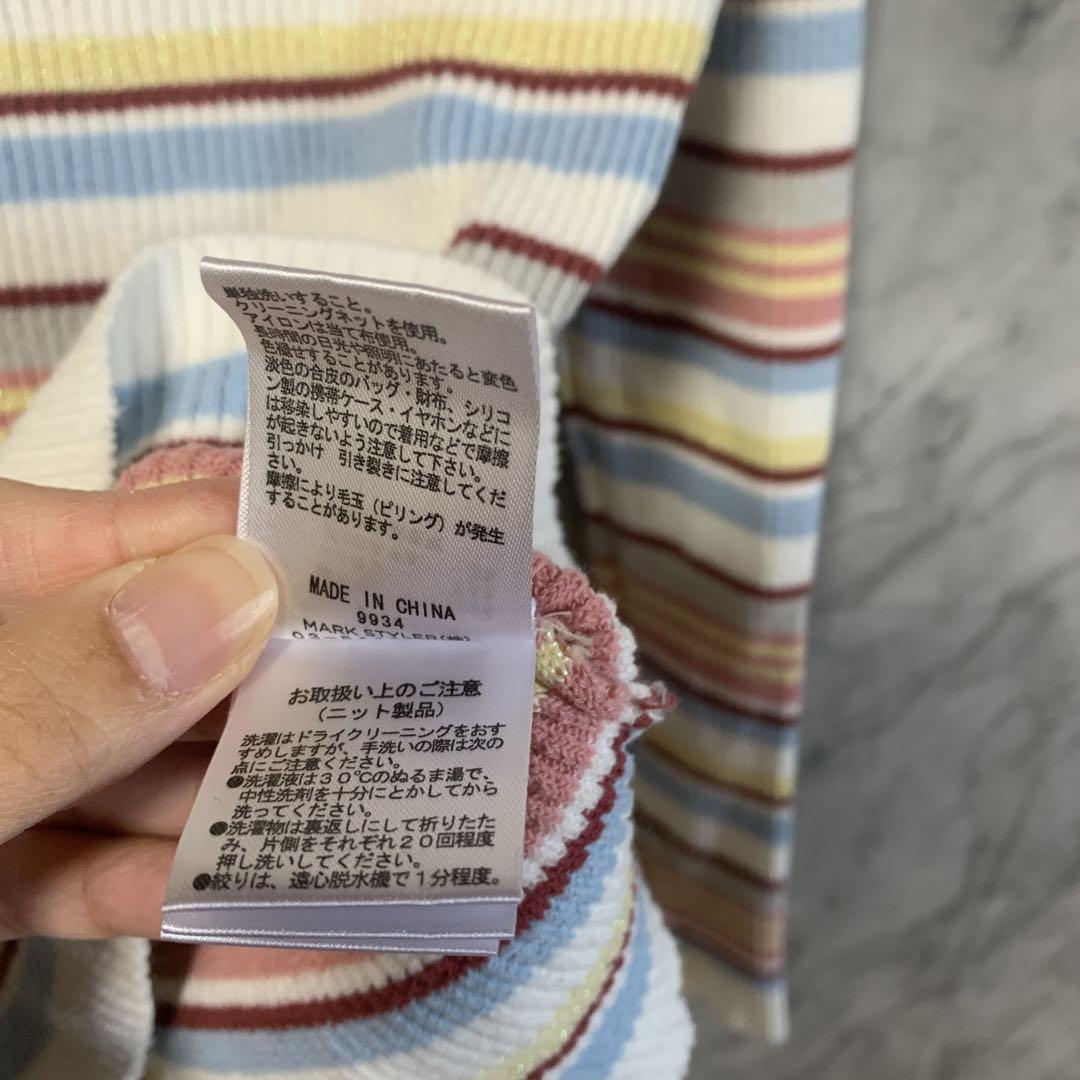 単独洗いすること。
クリーニングネットを使用。
アイロンは当て布使用。
長時間の日光や照明にあたると変色
色褪せすることがあります。
淡色の合皮のバッグ・財布、シリコ
ン製の携帯ケース・イヤホンなどに
は移染しやすいので着用などで摩擦
が起きないよう注意して下さい。
引っかけ 引き裂きに注意してくだ
さい。
摩擦により毛玉（ピリング）が発生
することがあります。
MADE IN CHINA
9934
MARK STYLER(株)
お取扱い上のご注意
（ニット製品）
洗濯はドライクリーニングをおす
すめしますが、手洗いの際は次の
点にご注意ください。
●洗濯液は30℃のぬるま湯で、
中性洗剤を十分にとかしてから
洗ってください。
●洗濯物は裏返しにして折りたた
み、片側をそれぞれ20回程度
押し洗いしてください。
●絞りは、遠心脱水機で1分程度。